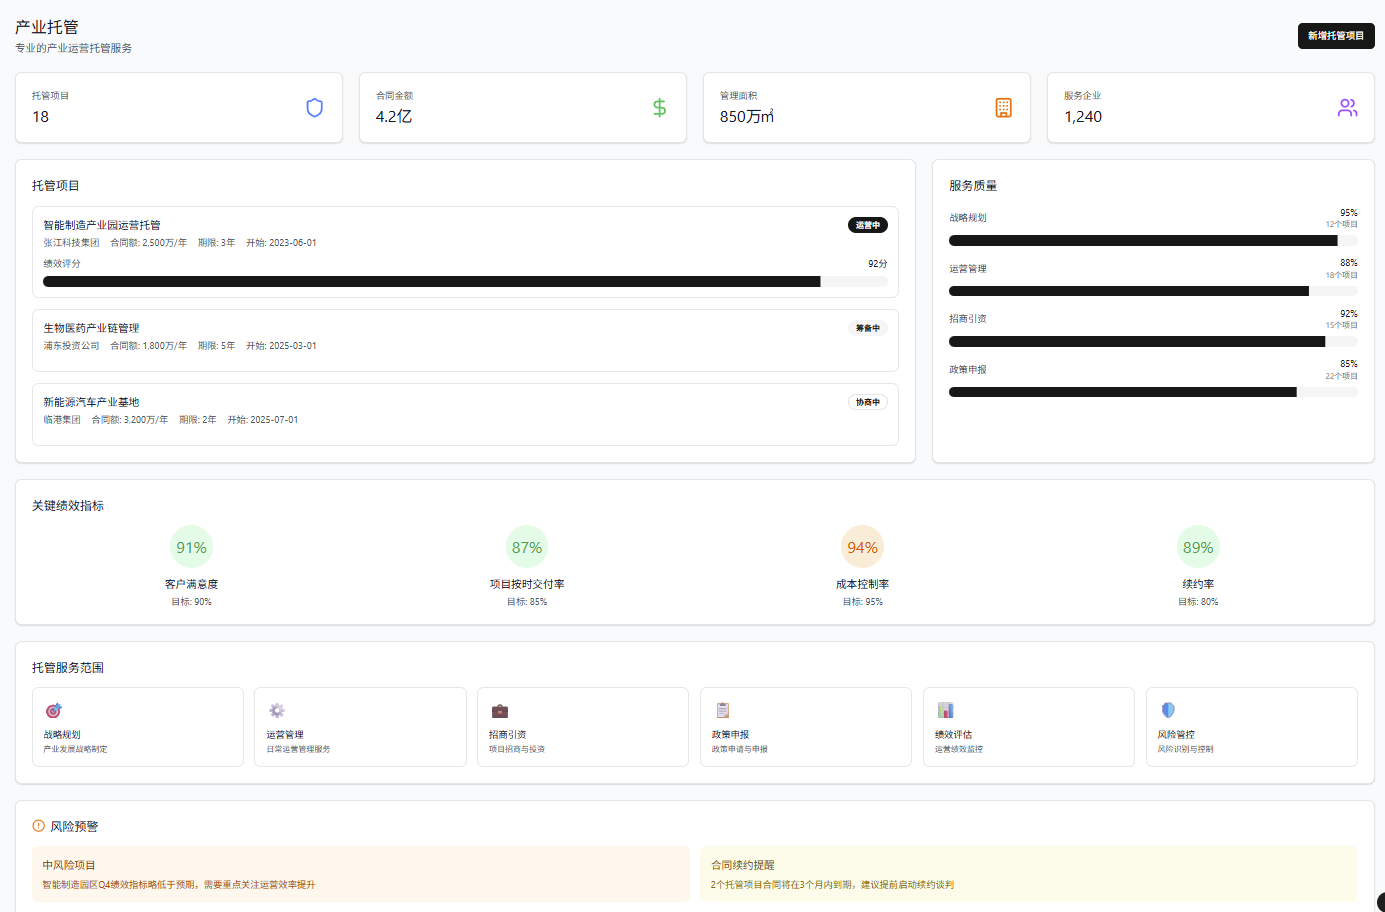 产业托管
专业的产业运营托管服务
新增托管项目
托管项目
18
合同金额
4.2亿
管理面积
850万㎡
服务企业
1,240
托管项目
智能制造产业园运营托管
运营中
张江科技集团 合同额: 2,500万/年 期限: 3年 开始: 2023-06-01
绩效评分
92分
生物医药产业链管理
筹备中
浦东投资公司 合同额: 1,800万/年 期限: 5年 开始: 2025-03-01
新能源汽车产业基地
协商中
临港集团 合同额: 3,200万/年 期限: 2年 开始: 2025-07-01
服务质量
战略规划
95%
12个项目
运营管理
88%
18个项目
招商引资
92%
15个项目
政策申报
85%
22个项目
关键绩效指标
91%
客户满意度
目标: 90%
87%
项目按时交付率
目标: 85%
94%
成本控制率
目标: 95%
89%
续约率
目标: 80%
托管服务范围
战略规划
产业发展战略制定
运营管理
日常运营管理服务
招商引资
项目招商与投资
政策申报
政策申请与申报
绩效评估
运营绩效监控
风险管控
风险识别与控制
风险预警
中风险项目
智能制造园区Q4绩效指标略低于预期，需要重点关注运营效率提升
合同续约提醒
2个托管项目合同将在3个月内到期，建议提前启动续约谈判